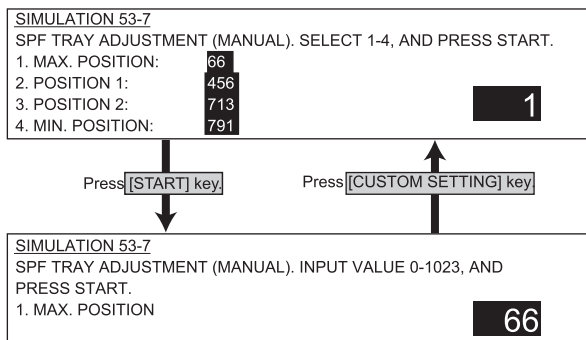 SIMULATION 53-7
SPF TRAY ADJUSTMENT (MANUAL). SELECT 1-4, AND PRESS START.
1. MAX. POSITION: 66
2. POSITION 1: 456
3. POSITION 2: 713
4. MIN. POSITION: 791
1
Press [START] key.
Press [CUSTOM SETTING] key.
SIMULATION 53-7
SPF TRAY ADJUSTMENT (MANUAL). INPUT VALUE 0-1023, AND
PRESS START.
1. MAX. POSITION
66